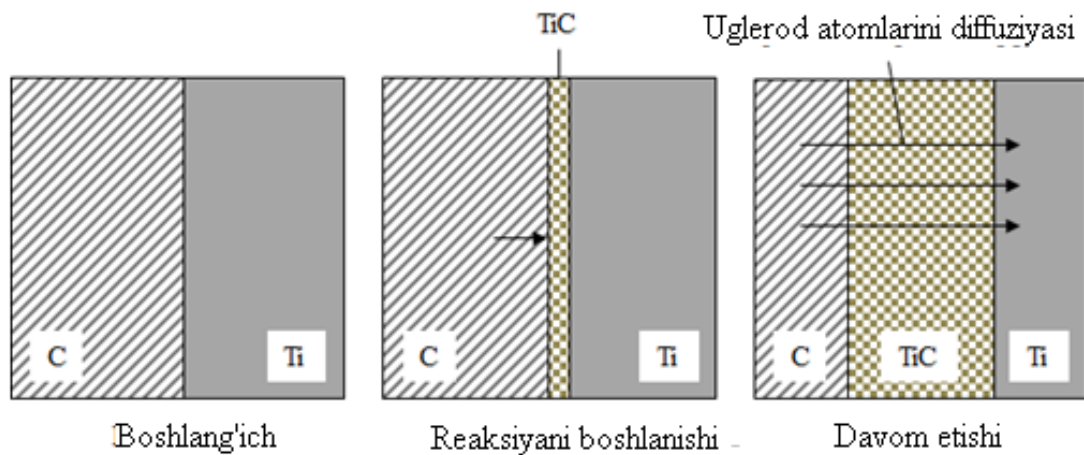 TiC
Uglerod atomlarini diffuziyasi
C
Ti
C
Ti
C
TiC
Ti
Boshlang'ich
Reaksiyani boshlanishi
Davom etishi